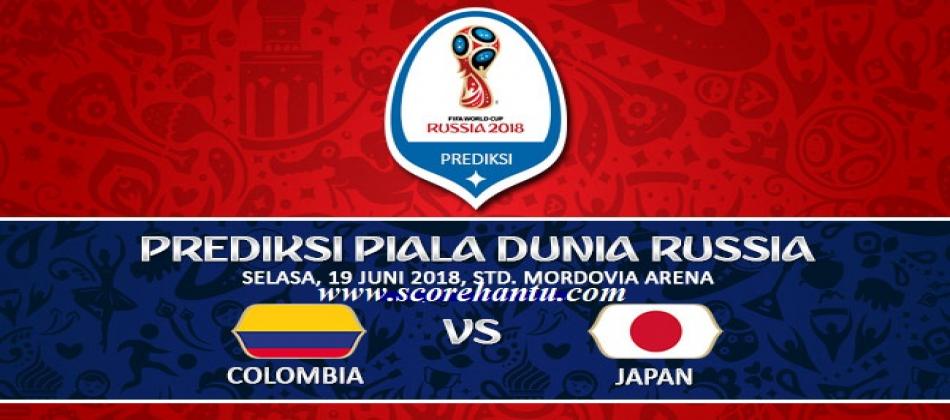 FIFA WORLD CUP
RUSSIA 2018
PREDIKSI
PREDIKSI PIALA DUNIA RUSSIA
SELASA, 19 JUNI 2018, STD. MORDOVIA ARENA
www.scorehantu.com
VS
COLOMBIA
JAPAN